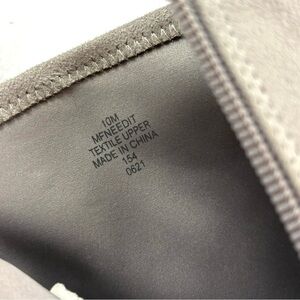 10M
MFNEEDIT
TEXTILE UPPER
MADE IN CHINA
154
0621